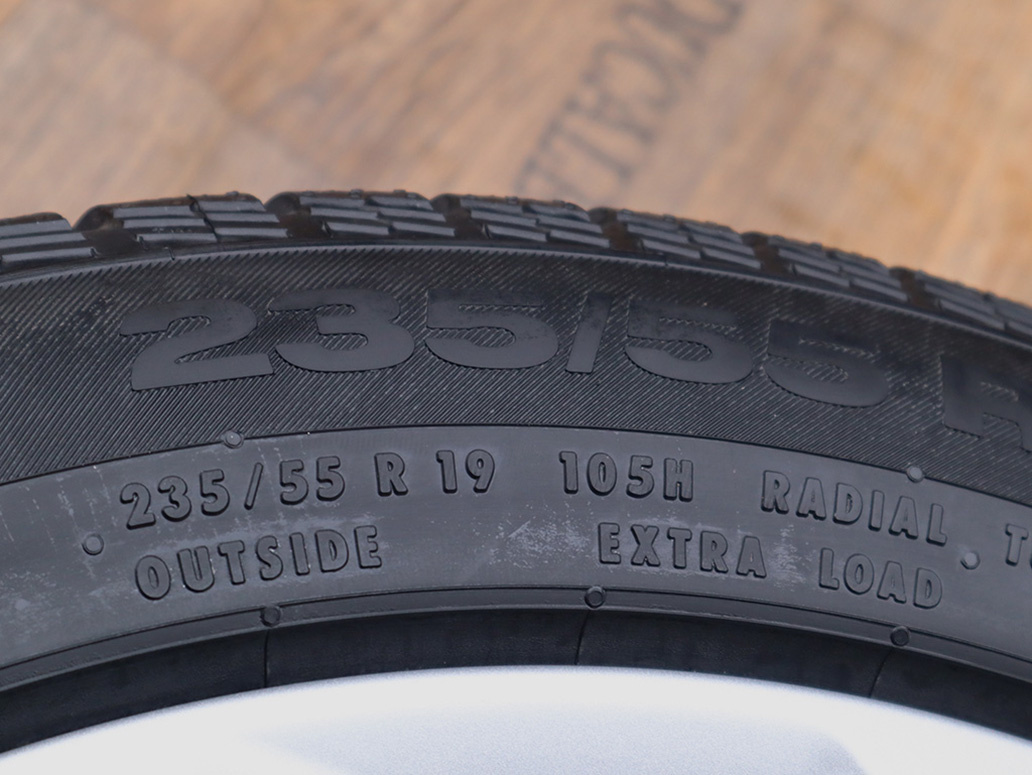 235/55 R
235/55 R 19 105H RADIAL T
OUTSIDE EXTRA LOAD